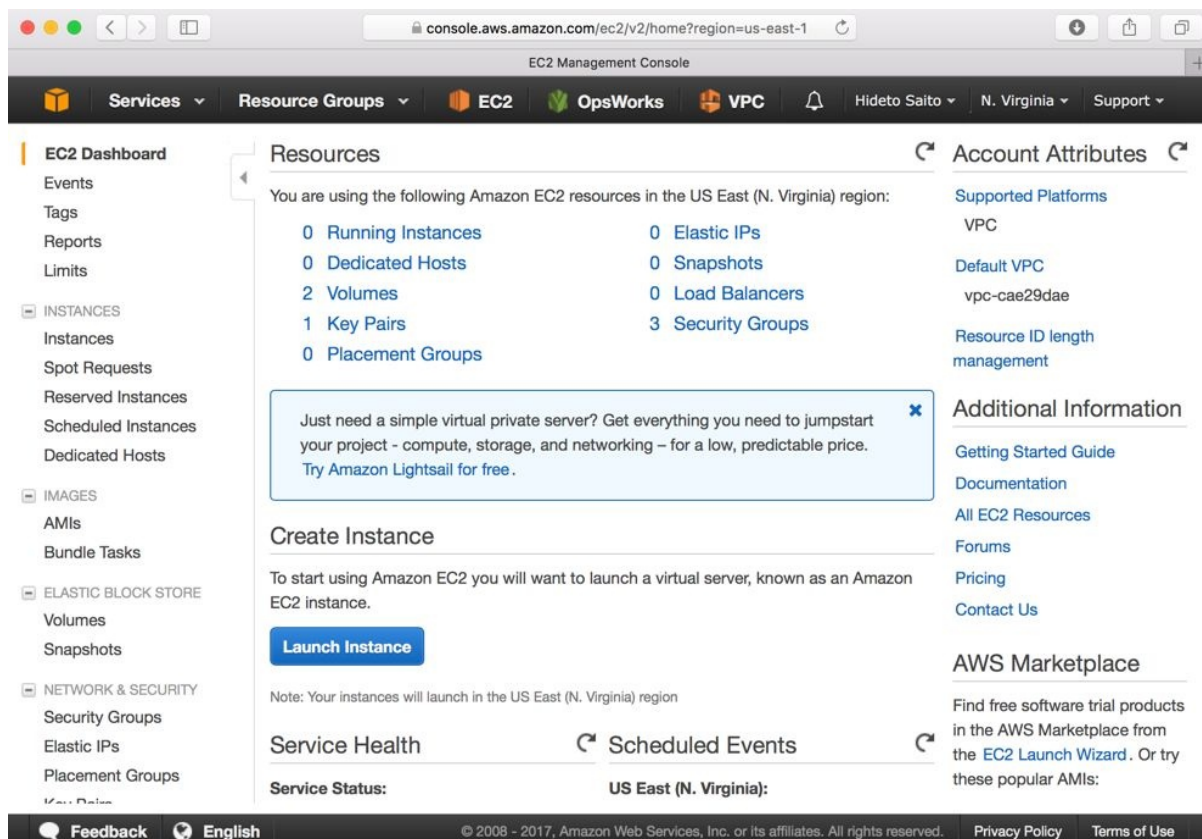 console.aws.amazon.com/ec2/v2/home?region=us-east-1
EC2 Management Console
Services
Resource Groups
EC2
OpsWorks
VPC
Hideto Saito
N. Virginia
Support
EC2 Dashboard
Events
Tags
Reports
Limits
INSTANCES
Instances
Spot Requests
Reserved Instances
Scheduled Instances
Dedicated Hosts
IMAGES
AMIs
Bundle Tasks
ELASTIC BLOCK STORE
Volumes
Snapshots
NETWORK & SECURITY
Security Groups
Elastic IPs
Placement Groups
Key Pairs
Resources
You are using the following Amazon EC2 resources in the US East (N. Virginia) region:
0 Running Instances
0 Elastic IPs
0 Dedicated Hosts
0 Snapshots
2 Volumes
0 Load Balancers
1 Key Pairs
3 Security Groups
0 Placement Groups
Just need a simple virtual private server? Get everything you need to jumpstart
your project - compute, storage, and networking – for a low, predictable price.
Try Amazon Lightsail for free.
Create Instance
To start using Amazon EC2 you will want to launch a virtual server, known as an Amazon
EC2 instance.
Launch Instance
Note: Your instances will launch in the US East (N. Virginia) region
Service Health
Service Status:
Scheduled Events
US East (N. Virginia):
Account Attributes
Supported Platforms
VPC
Default VPC
vpc-cae29dae
Resource ID length
management
Additional Information
Getting Started Guide
Documentation
All EC2 Resources
Forums
Pricing
Contact Us
AWS Marketplace
Find free software trial products
in the AWS Marketplace from
the EC2 Launch Wizard. Or try
these popular AMIs:
Feedback
English
© 2008 - 2017, Amazon Web Services, Inc. or its affiliates. All rights reserved.
Privacy Policy
Terms of Use